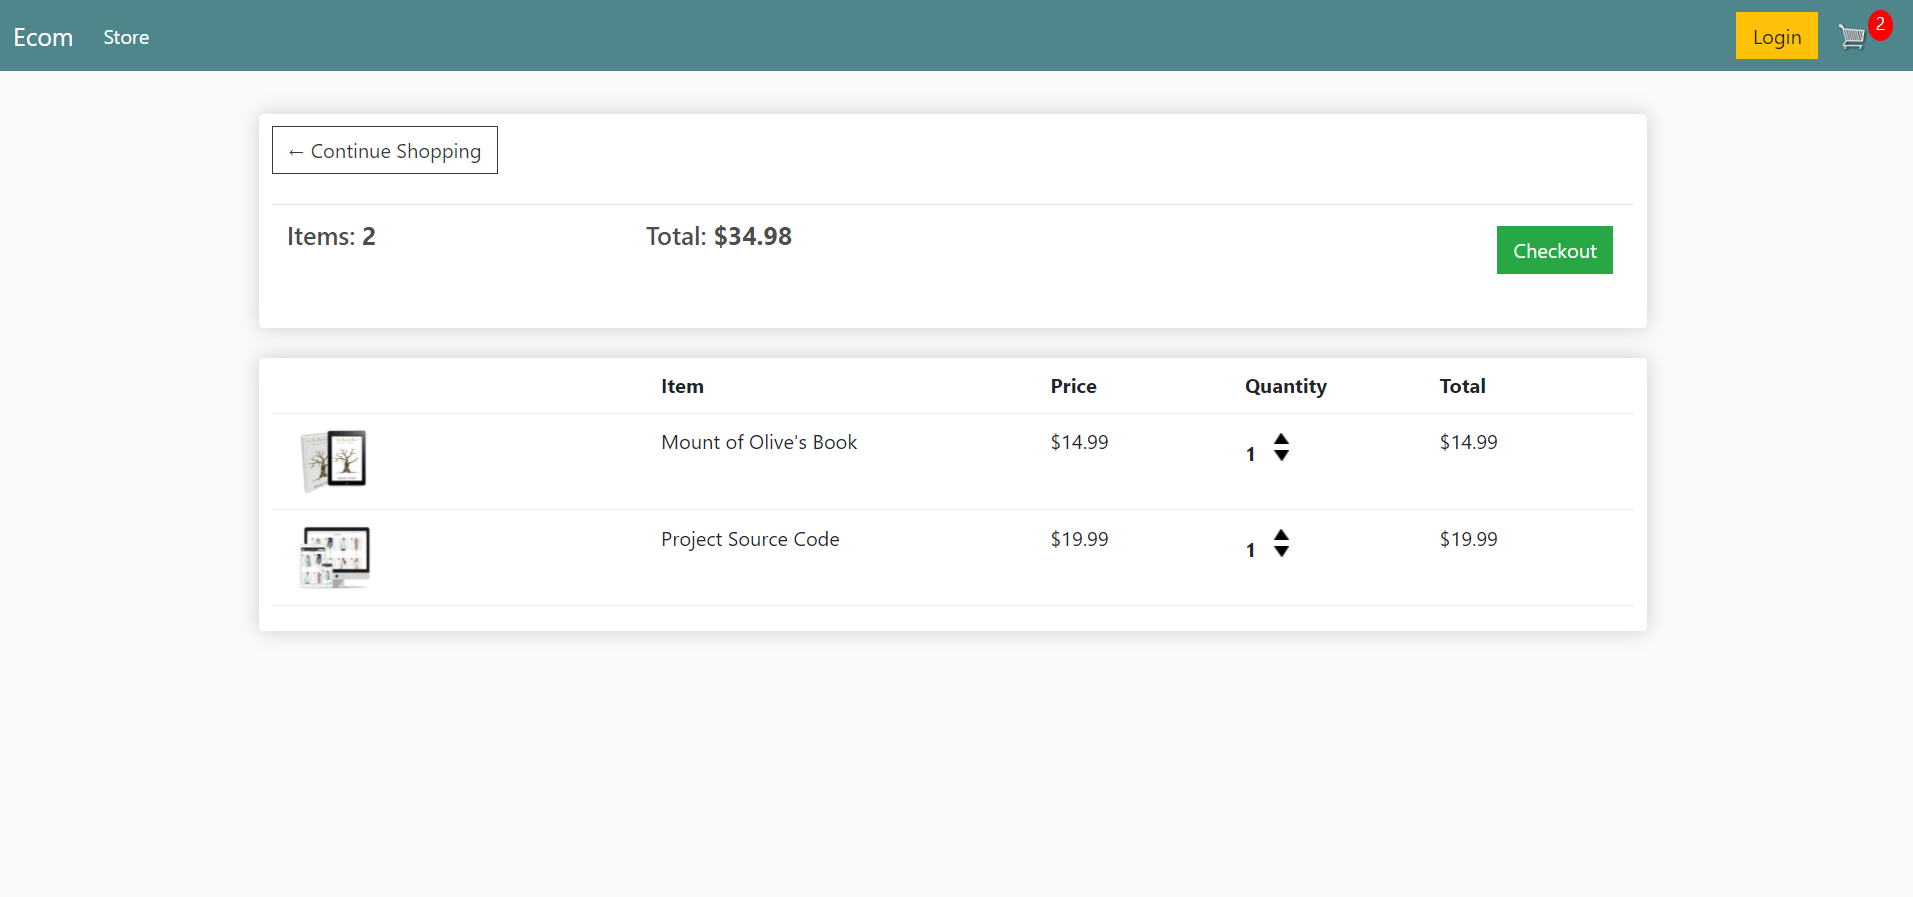 Ecom Store Login 2
← Continue Shopping
Items: 2 Total: $34.98 Checkout
Item Price Quantity Total
Mount of Olive's Book $14.99 1 $14.99
Project Source Code $19.99 1 $19.99